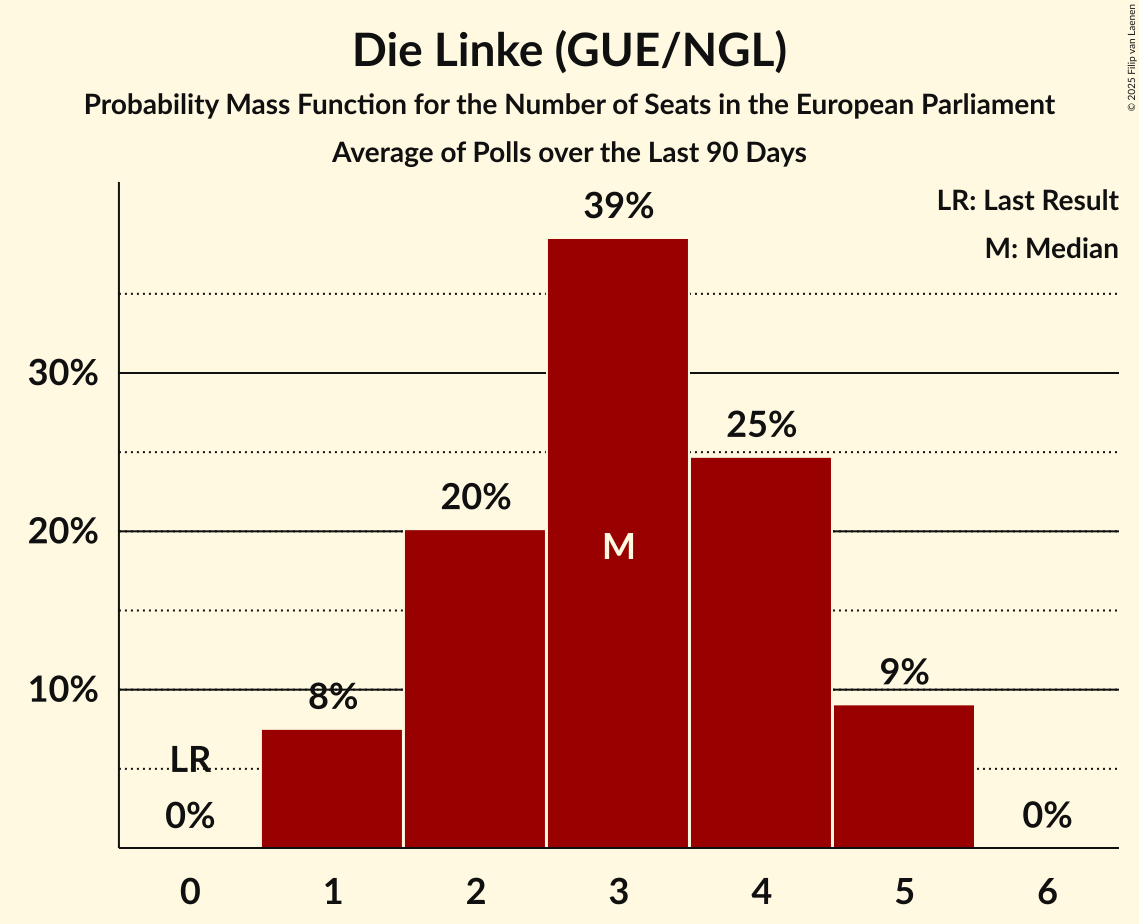 Die Linke (GUE/NGL)
Probability Mass Function for the Number of Seats in the European Parliament
Average of Polls over the Last 90 Days
© 2025 Filip van Laenen
LR: Last Result
M: Median
39%
30%
25%
20%
20%
M
10%
8%
9%
LR
0%
0%
0 1 2 3 4 5 6